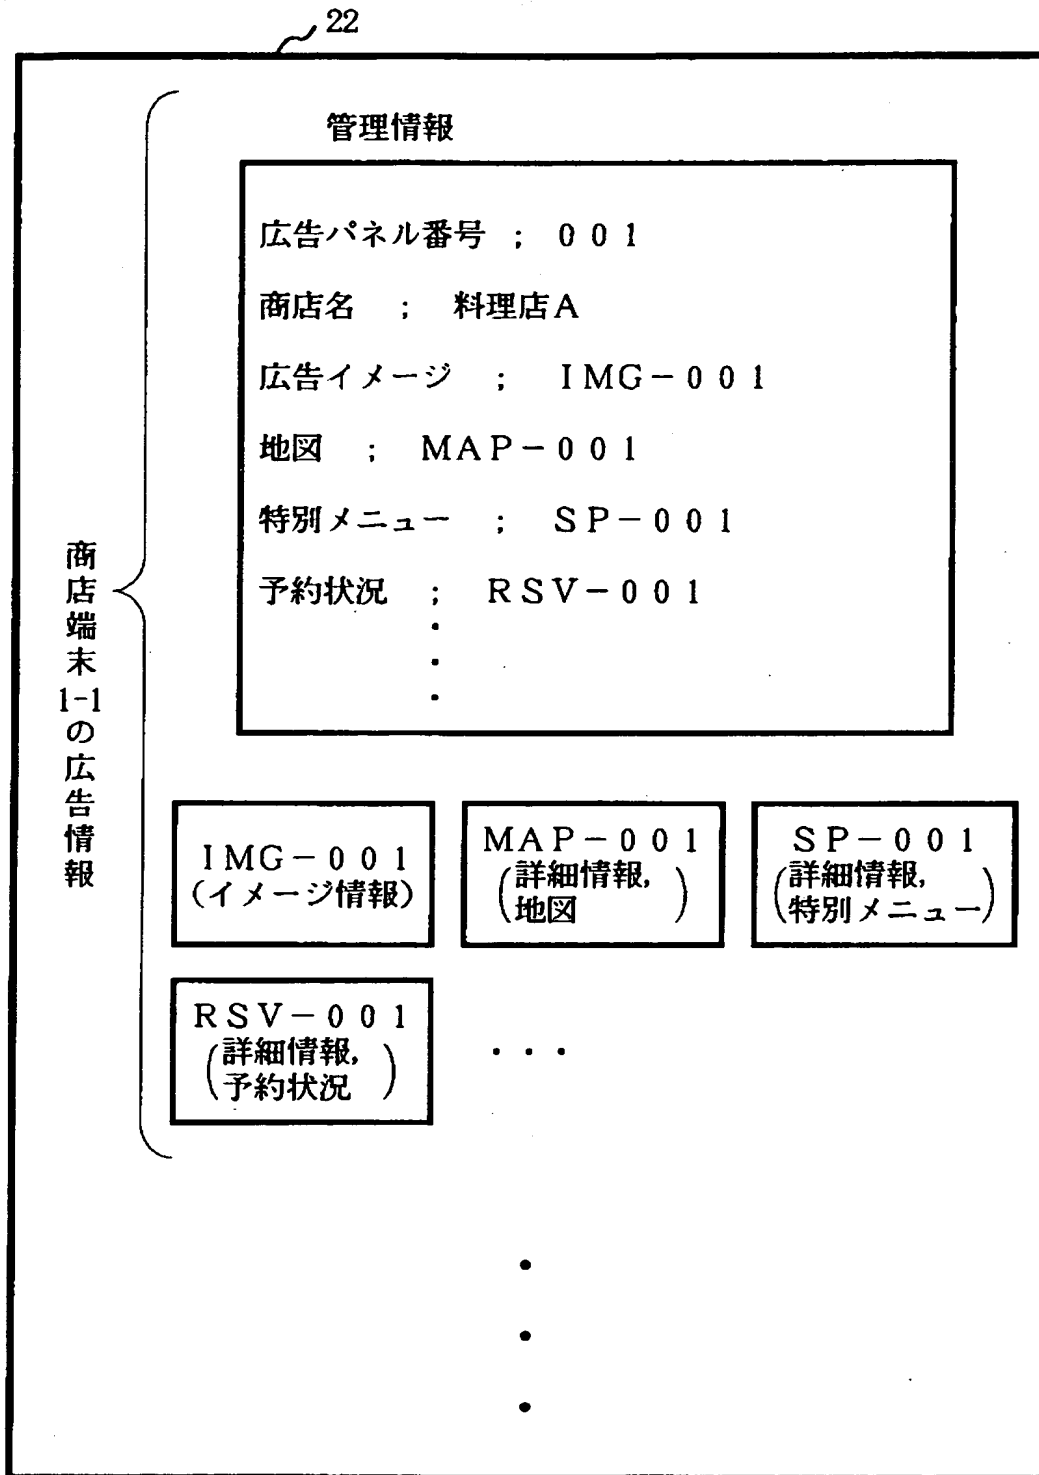 22
管理情報
広告パネル番号 ; 001
商店名 ; 料理店A
広告イメージ ; IMG-001
地図 ; MAP-001
特別メニュー ; SP-001
予約状況 ; RSV-001
商店端末1-1の広告情報
IMG-001
(イメージ情報)
MAP-001
(詳細情報,
地図)
SP-001
(詳細情報,
特別メニュー)
RSV-001
(詳細情報,
予約状況)